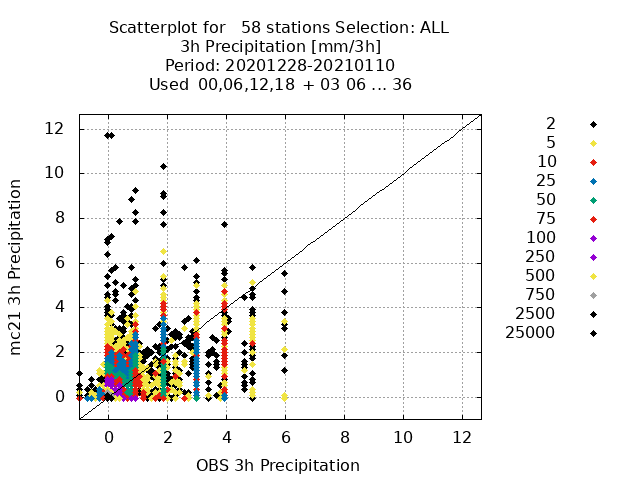 Scatterplot for   58 stations Selection: ALL
3h Precipitation [mm/3h]
Period: 20201228-20210110
Used  00,06,12,18  + 03 06 ... 36
mc21 3h Precipitation
12
10
8
6
4
2
0
0 2 4 6 8 10 12
OBS 3h Precipitation
2
5
10
25
50
75
100
250
500
750
2500
25000